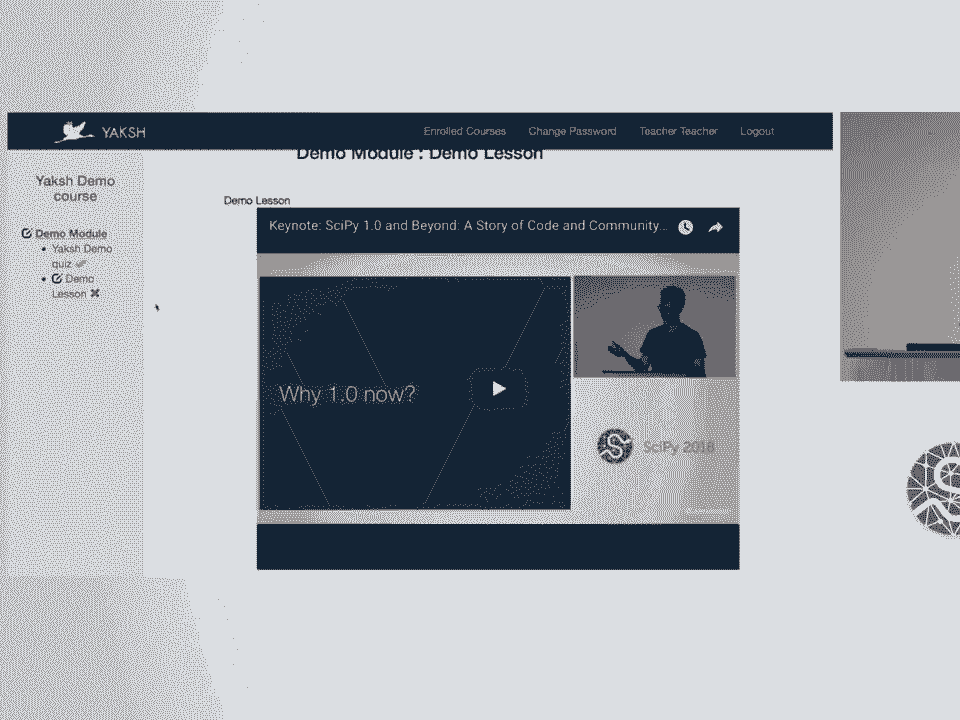 YAKSH
Enrolled Courses Change Password Teacher Teacher Logout
Demo Module : Demo Lesson
Yaksh Demo
course
Demo Module
Yaksh Demo
quiz
Demo
Lesson
Demo Lesson
Keynote: SciPy 1.0 and Beyond: A Story of Code and Community...
Why 1.0 now?
SciPy 2018